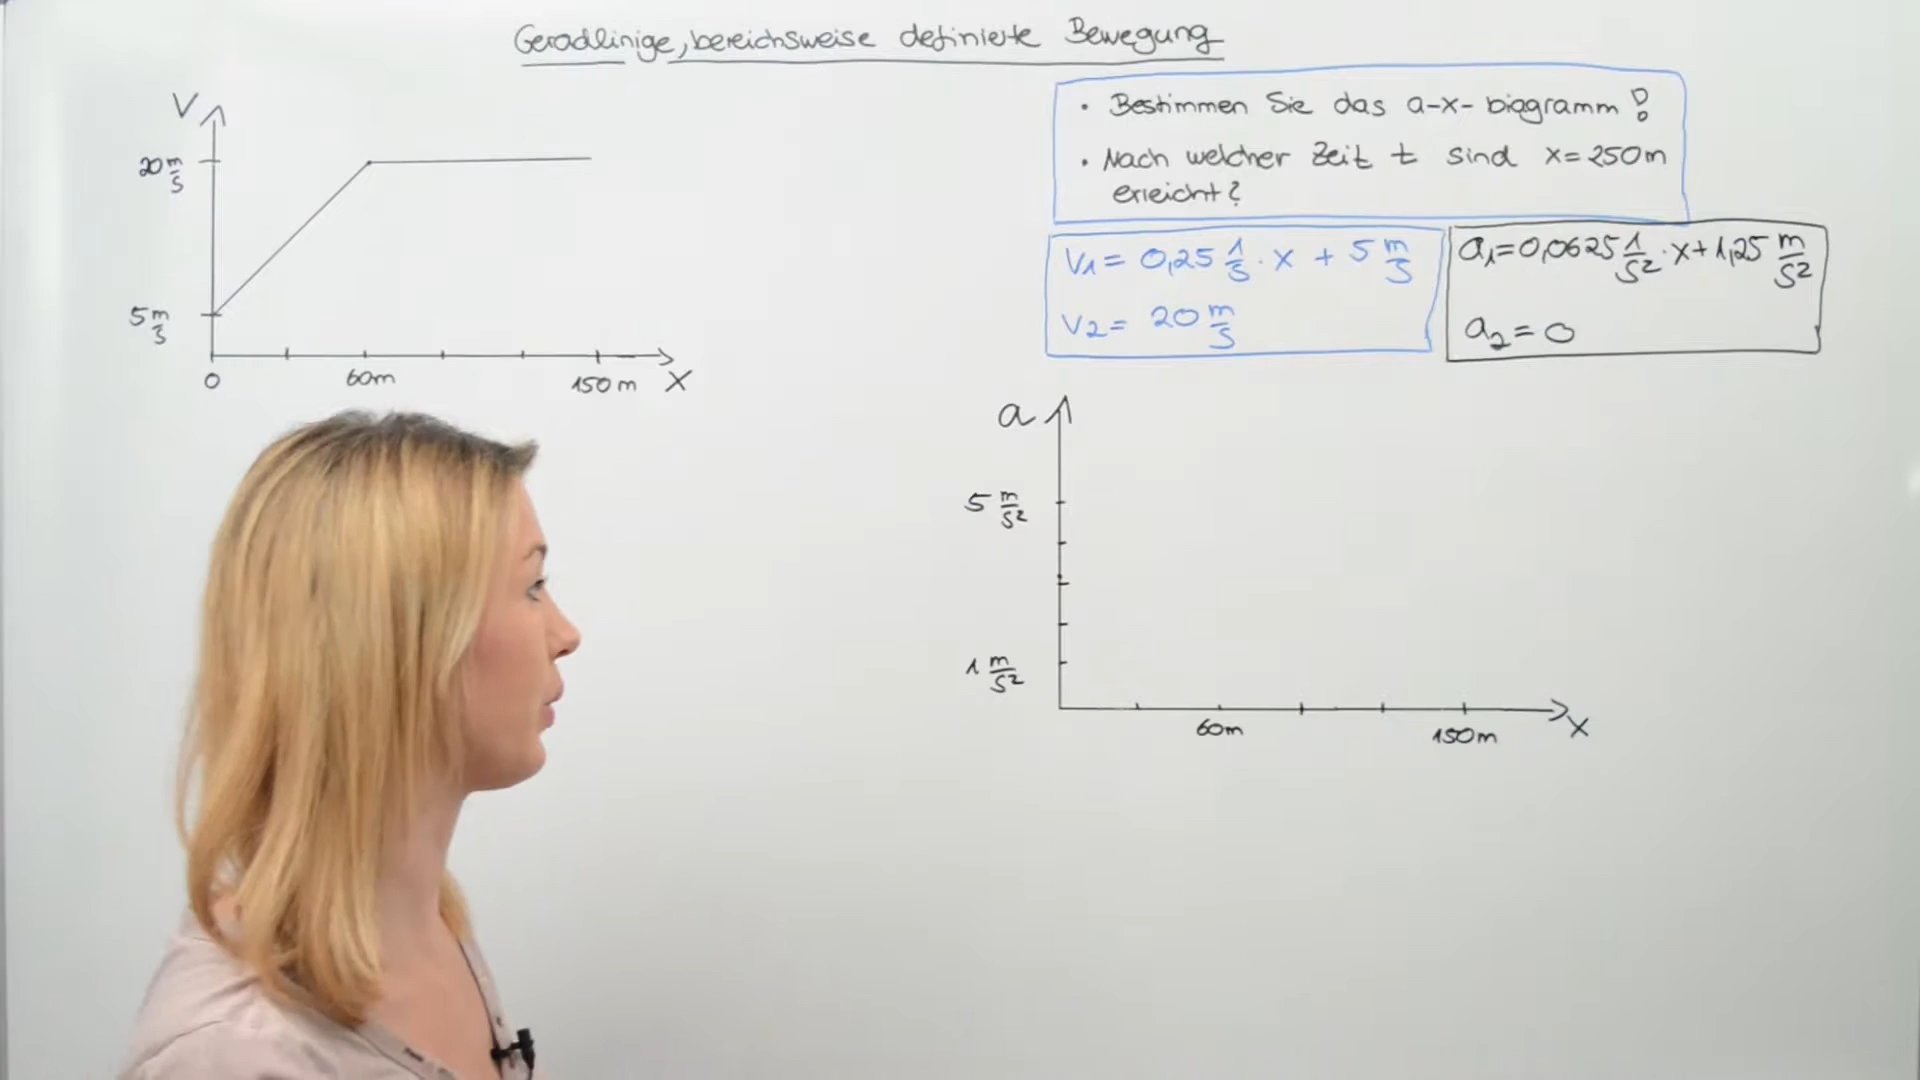 Geradlinige, bereichsweise definierte Bewegung
V
20 m/s
5 m/s
0
60m
150 m
X
• Bestimmen Sie das a-x-Diagramm!
• Nach welcher Zeit t sind x = 250m
erreicht?
V1 = 0,25 1/s · x + 5 m/s
V2 = 20 m/s
a1 = 0,0625 1/s² · x + 1,25 m/s²
a2 = 0
a
5 m/s²
1 m/s²
60m
150m
X